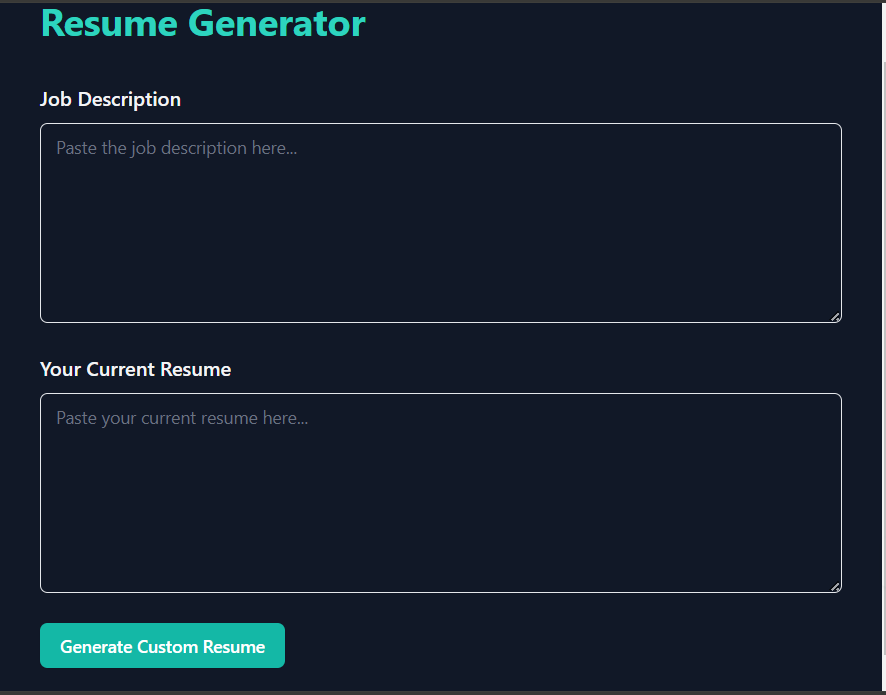 Resume Generator
Job Description
Paste the job description here...
Your Current Resume
Paste your current resume here...
Generate Custom Resume